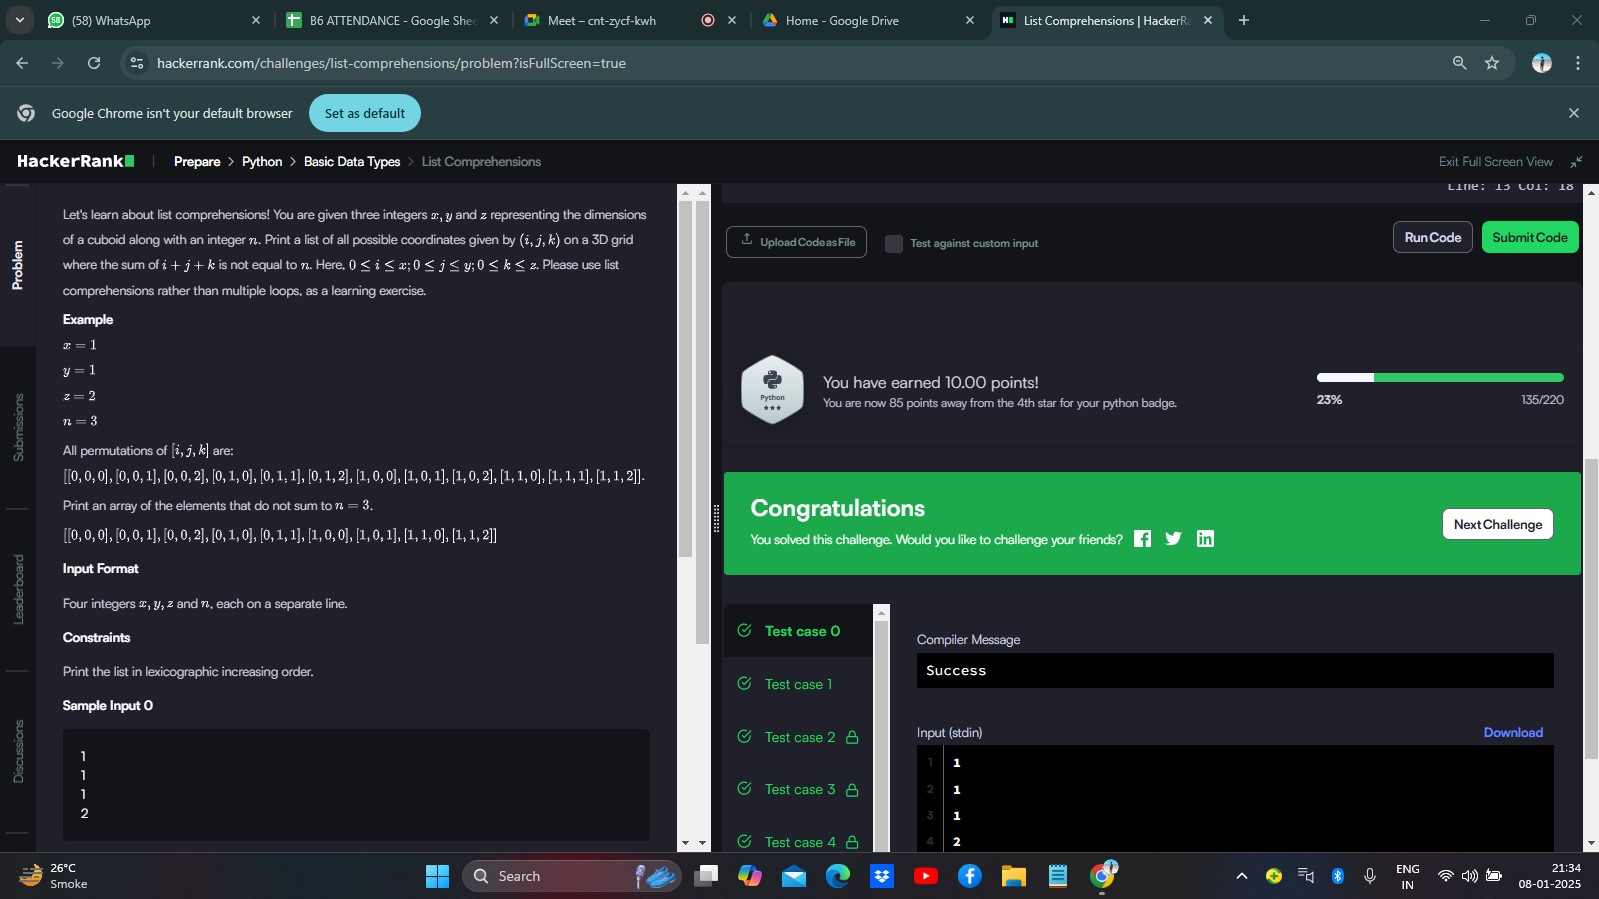 (58) WhatsApp
B6 ATTENDANCE - Google Shee
Meet – cnt-zycf-kwh
Home - Google Drive
List Comprehensions | HackerRa
hackerrank.com/challenges/list-comprehensions/problem?isFullScreen=true
Google Chrome isn't your default browser
Set as default
HackerRank
Prepare > Python > Basic Data Types > List Comprehensions
Exit Full Screen View
Problem
Submissions
Leaderboard
Discussions
Let's learn about list comprehensions! You are given three integers x, y and z representing the dimensions
of a cuboid along with an integer n. Print a list of all possible coordinates given by (i, j, k) on a 3D grid
where the sum of i + j + k is not equal to n. Here, 0 ≤ i ≤ x; 0 ≤ j ≤ y; 0 ≤ k ≤ z. Please use list
comprehensions rather than multiple loops, as a learning exercise.
Example
x = 1
y = 1
z = 2
n = 3
All permutations of [i, j, k] are:
[[0, 0, 0], [0, 0, 1], [0, 0, 2], [0, 1, 0], [0, 1, 1], [0, 1, 2], [1, 0, 0], [1, 0, 1], [1, 0, 2], [1, 1, 0], [1, 1, 1], [1, 1, 2]].
Print an array of the elements that do not sum to n = 3.
[[0, 0, 0], [0, 0, 1], [0, 0, 2], [0, 1, 0], [0, 1, 1], [1, 0, 0], [1, 0, 1], [1, 1, 0], [1, 1, 2]]
Input Format
Four integers x, y, z and n, each on a separate line.
Constraints
Print the list in lexicographic increasing order.
Sample Input 0
1
1
1
2
Line: 13 Col: 18
Upload Code as File
Test against custom input
Run Code
Submit Code
Python
You have earned 10.00 points!
You are now 85 points away from the 4th star for your python badge.
23%
135/220
Congratulations
You solved this challenge. Would you like to challenge your friends?
Next Challenge
Test case 0
Test case 1
Test case 2
Test case 3
Test case 4
Compiler Message
Success
Input (stdin)
Download
1 1
2 1
3 1
4 2
26°C
Smoke
Search
ENG
IN
21:34
08-01-2025